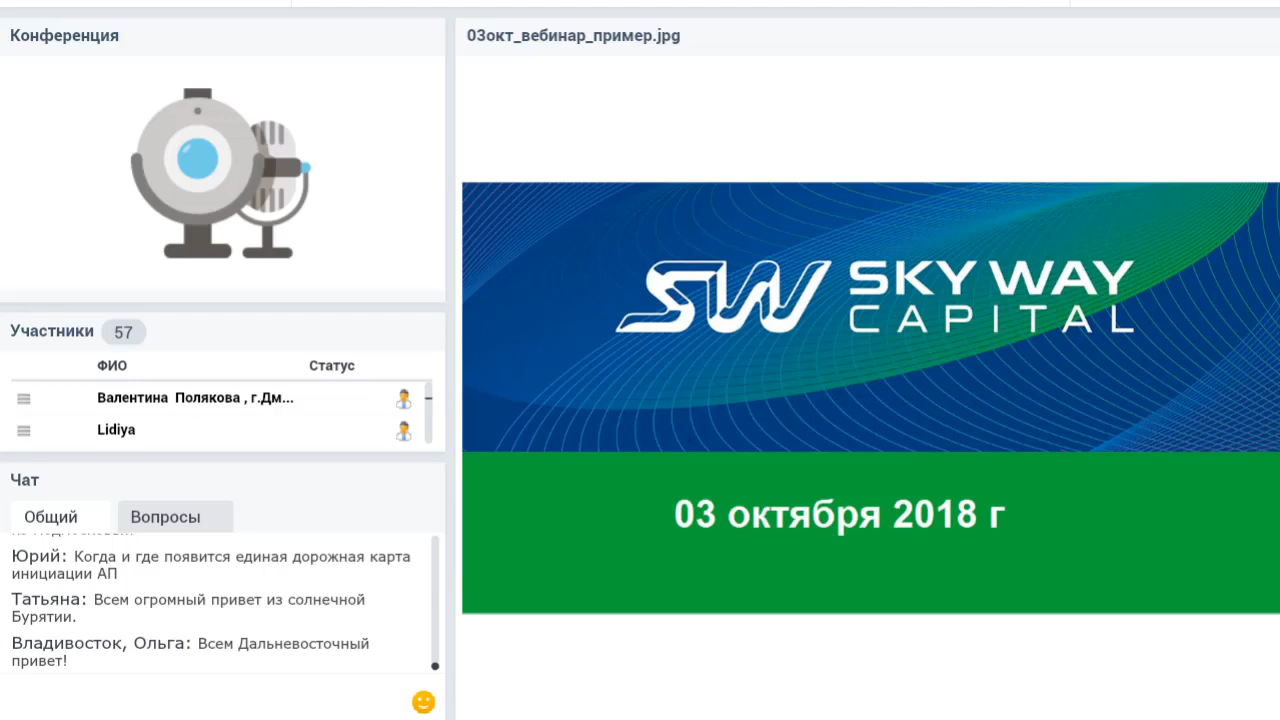 Конференция
03окт_вебинар_пример.jpg
SW SKY WAY
CAPITAL
03 октября 2018 г
Участники 57
ФИО Статус
Валентина Полякова , г.Дм...
Lidiya
Чат
Общий Вопросы
Юрий: Когда и где появится единая дорожная карта
инициации АП
Татьяна: Всем огромный привет из солнечной
Бурятии.
Владивосток, Ольга: Всем Дальневосточный
привет!